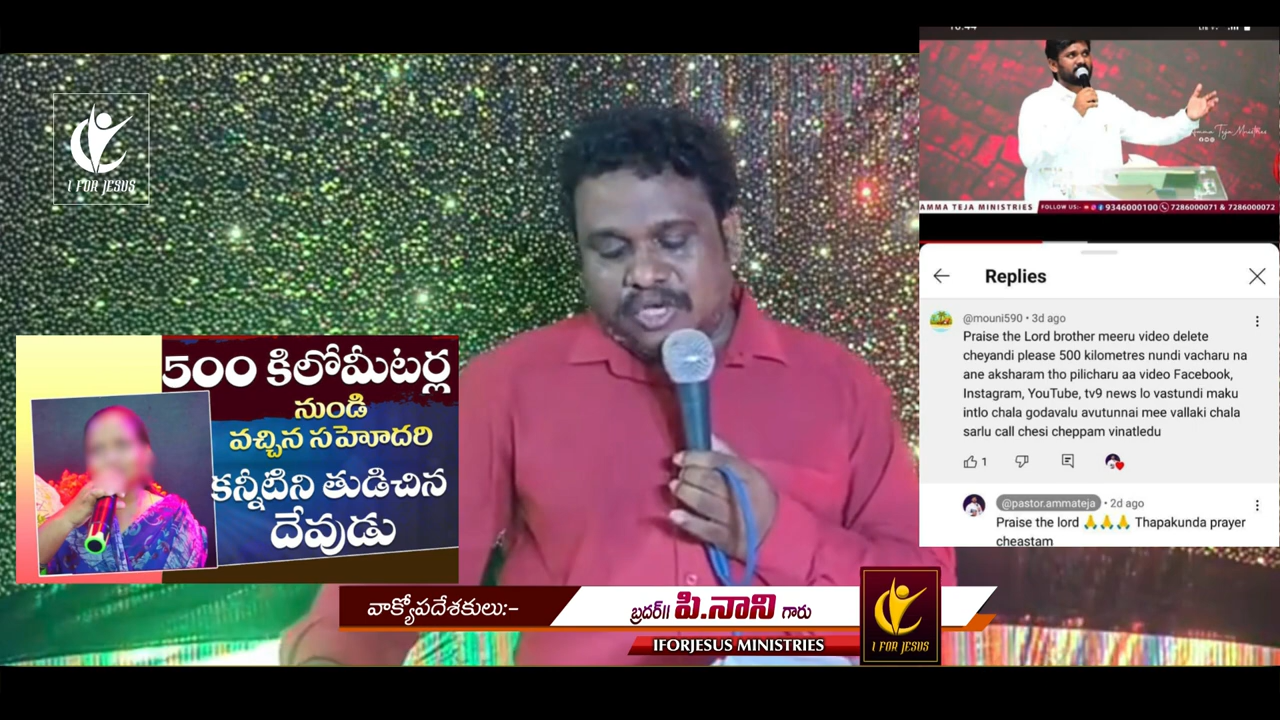 I FOR JESUS
500 కిలోమీటర్ల
నుండి
వచ్చిన సహెూదరి
కన్నీటిని తుడిచిన
దేవుడు
AMMA TEJA MINISTRIES
FOLLOW US:-
9346000100
7286000071 & 7286000072
Replies
@mouni590 • 3d ago
Praise the Lord brother meeru video delete
cheyandi please 500 kilometres nundi vacharu na
ane aksharam tho pilicharu aa video Facebook,
Instagram, YouTube, tv9 news lo vastundi maku
intlo chala godavalu avutunnai mee vallaki chala
sarlu call chesi cheppam vinatledu
1
@pastor.ammateja • 2d ago
Praise the lord 🙏🙏🙏 Thapakunda prayer
cheastam
వాక్యోపదేశకులు:-
బ్రదర్॥ పి.నాని గారు
IFORJESUS MINISTRIES
I FOR JESUS